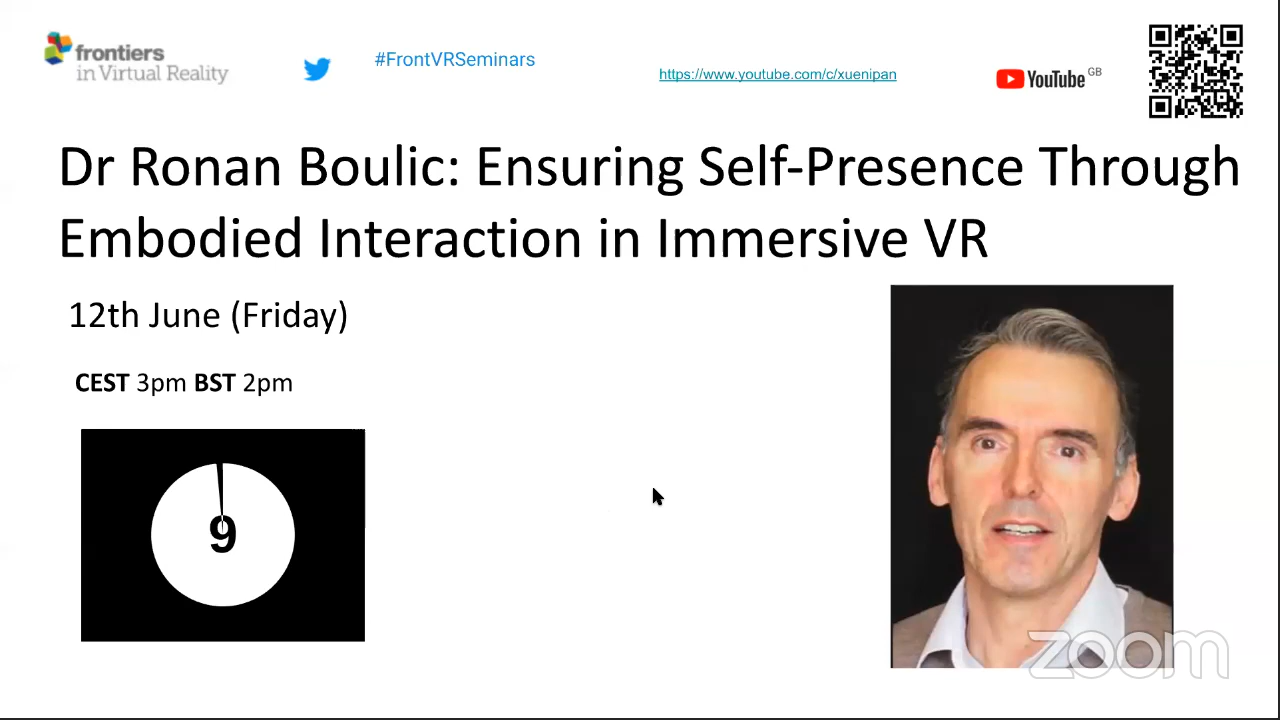 frontiers
in Virtual Reality
#FrontVRSeminars
https://www.youtube.com/c/xuenipan
YouTube GB
Dr Ronan Boulic: Ensuring Self-Presence Through
Embodied Interaction in Immersive VR
12th June (Friday)
CEST 3pm BST 2pm
9
zoom